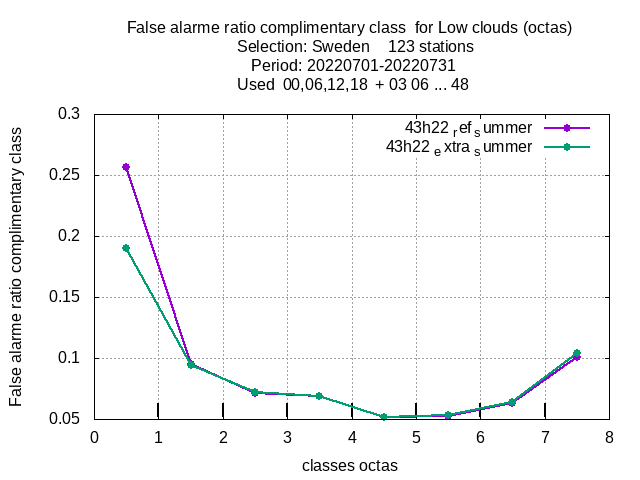 False alarme ratio complimentary class for Low clouds (octas)
Selection: Sweden 123 stations
Period: 20220701-20220731
Used 00,06,12,18 + 03 06 ... 48
43h22 ref summer
43h22 extra summer
False alarme ratio complimentary class
0.3
0.25
0.2
0.15
0.1
0.05
0 1 2 3 4 5 6 7 8
classes octas